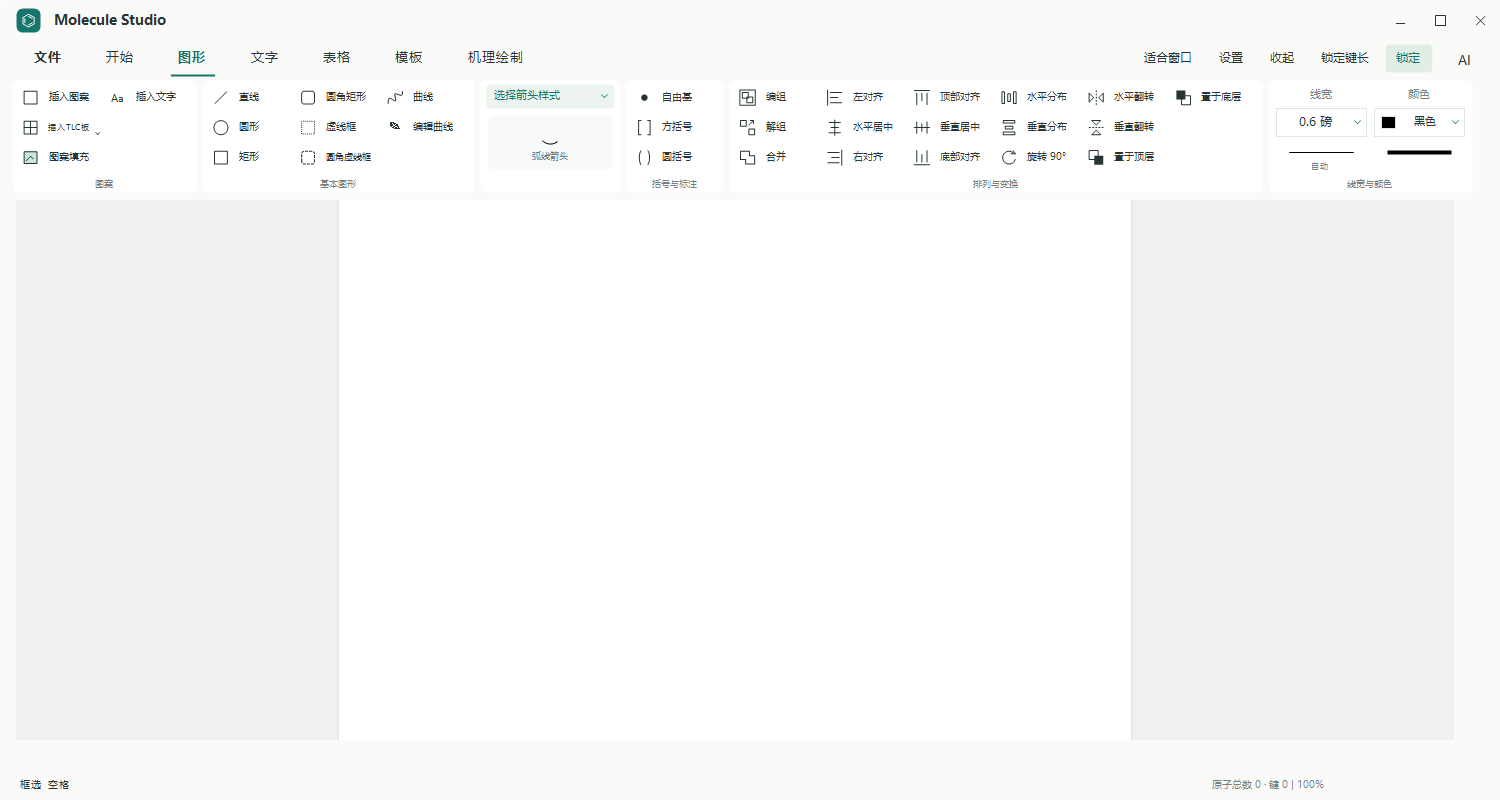 Molecule Studio
文件 开始 图形 文字 表格 模板 机理绘制 适合窗口 设置 收起 锁定键长 锁定 AI
插入图案 Aa 插入文字
插入TLC板
图案填充
图案
直线 圆角矩形 曲线
圆形 虚线框 编辑曲线
矩形 圆角虚线框
基本图形
选择箭头样式
弧线箭头
自由基
方括号
圆括号
括号与标注
编组 左对齐 顶部对齐 水平分布 水平翻转 置于底层
解组 水平居中 垂直居中 垂直分布 垂直翻转
合并 右对齐 底部对齐 旋转 90° 置于顶层
排列与变换
线宽 颜色
0.6 磅 黑色
自动
线宽与颜色
框选 空格
原子总数 0 · 键 0 | 100%